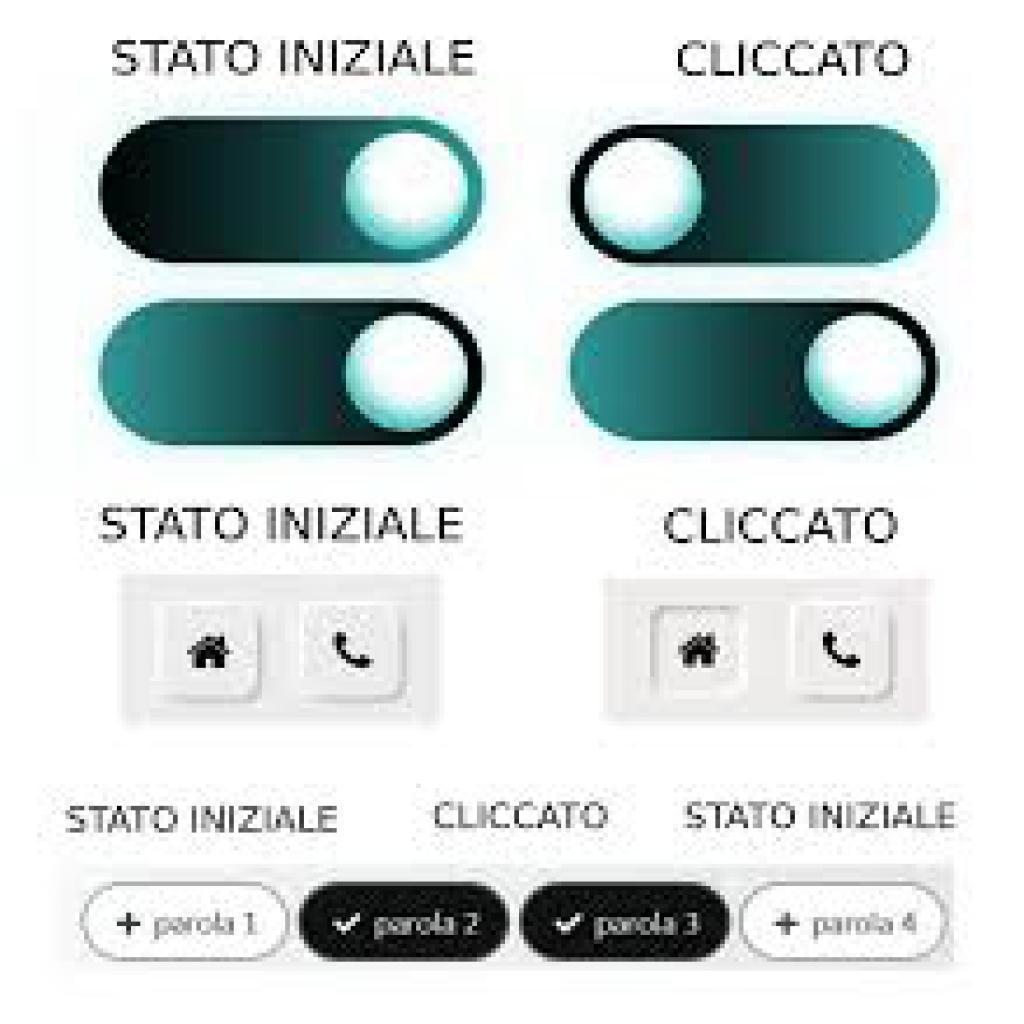 STATO INIZIALE CLICCATO
STATO INIZIALE CLICCATO
STATO INIZIALE CLICCATO STATO INIZIALE
+ parola 1 ✓ parola 2 ✓ parola 3 + parola 4